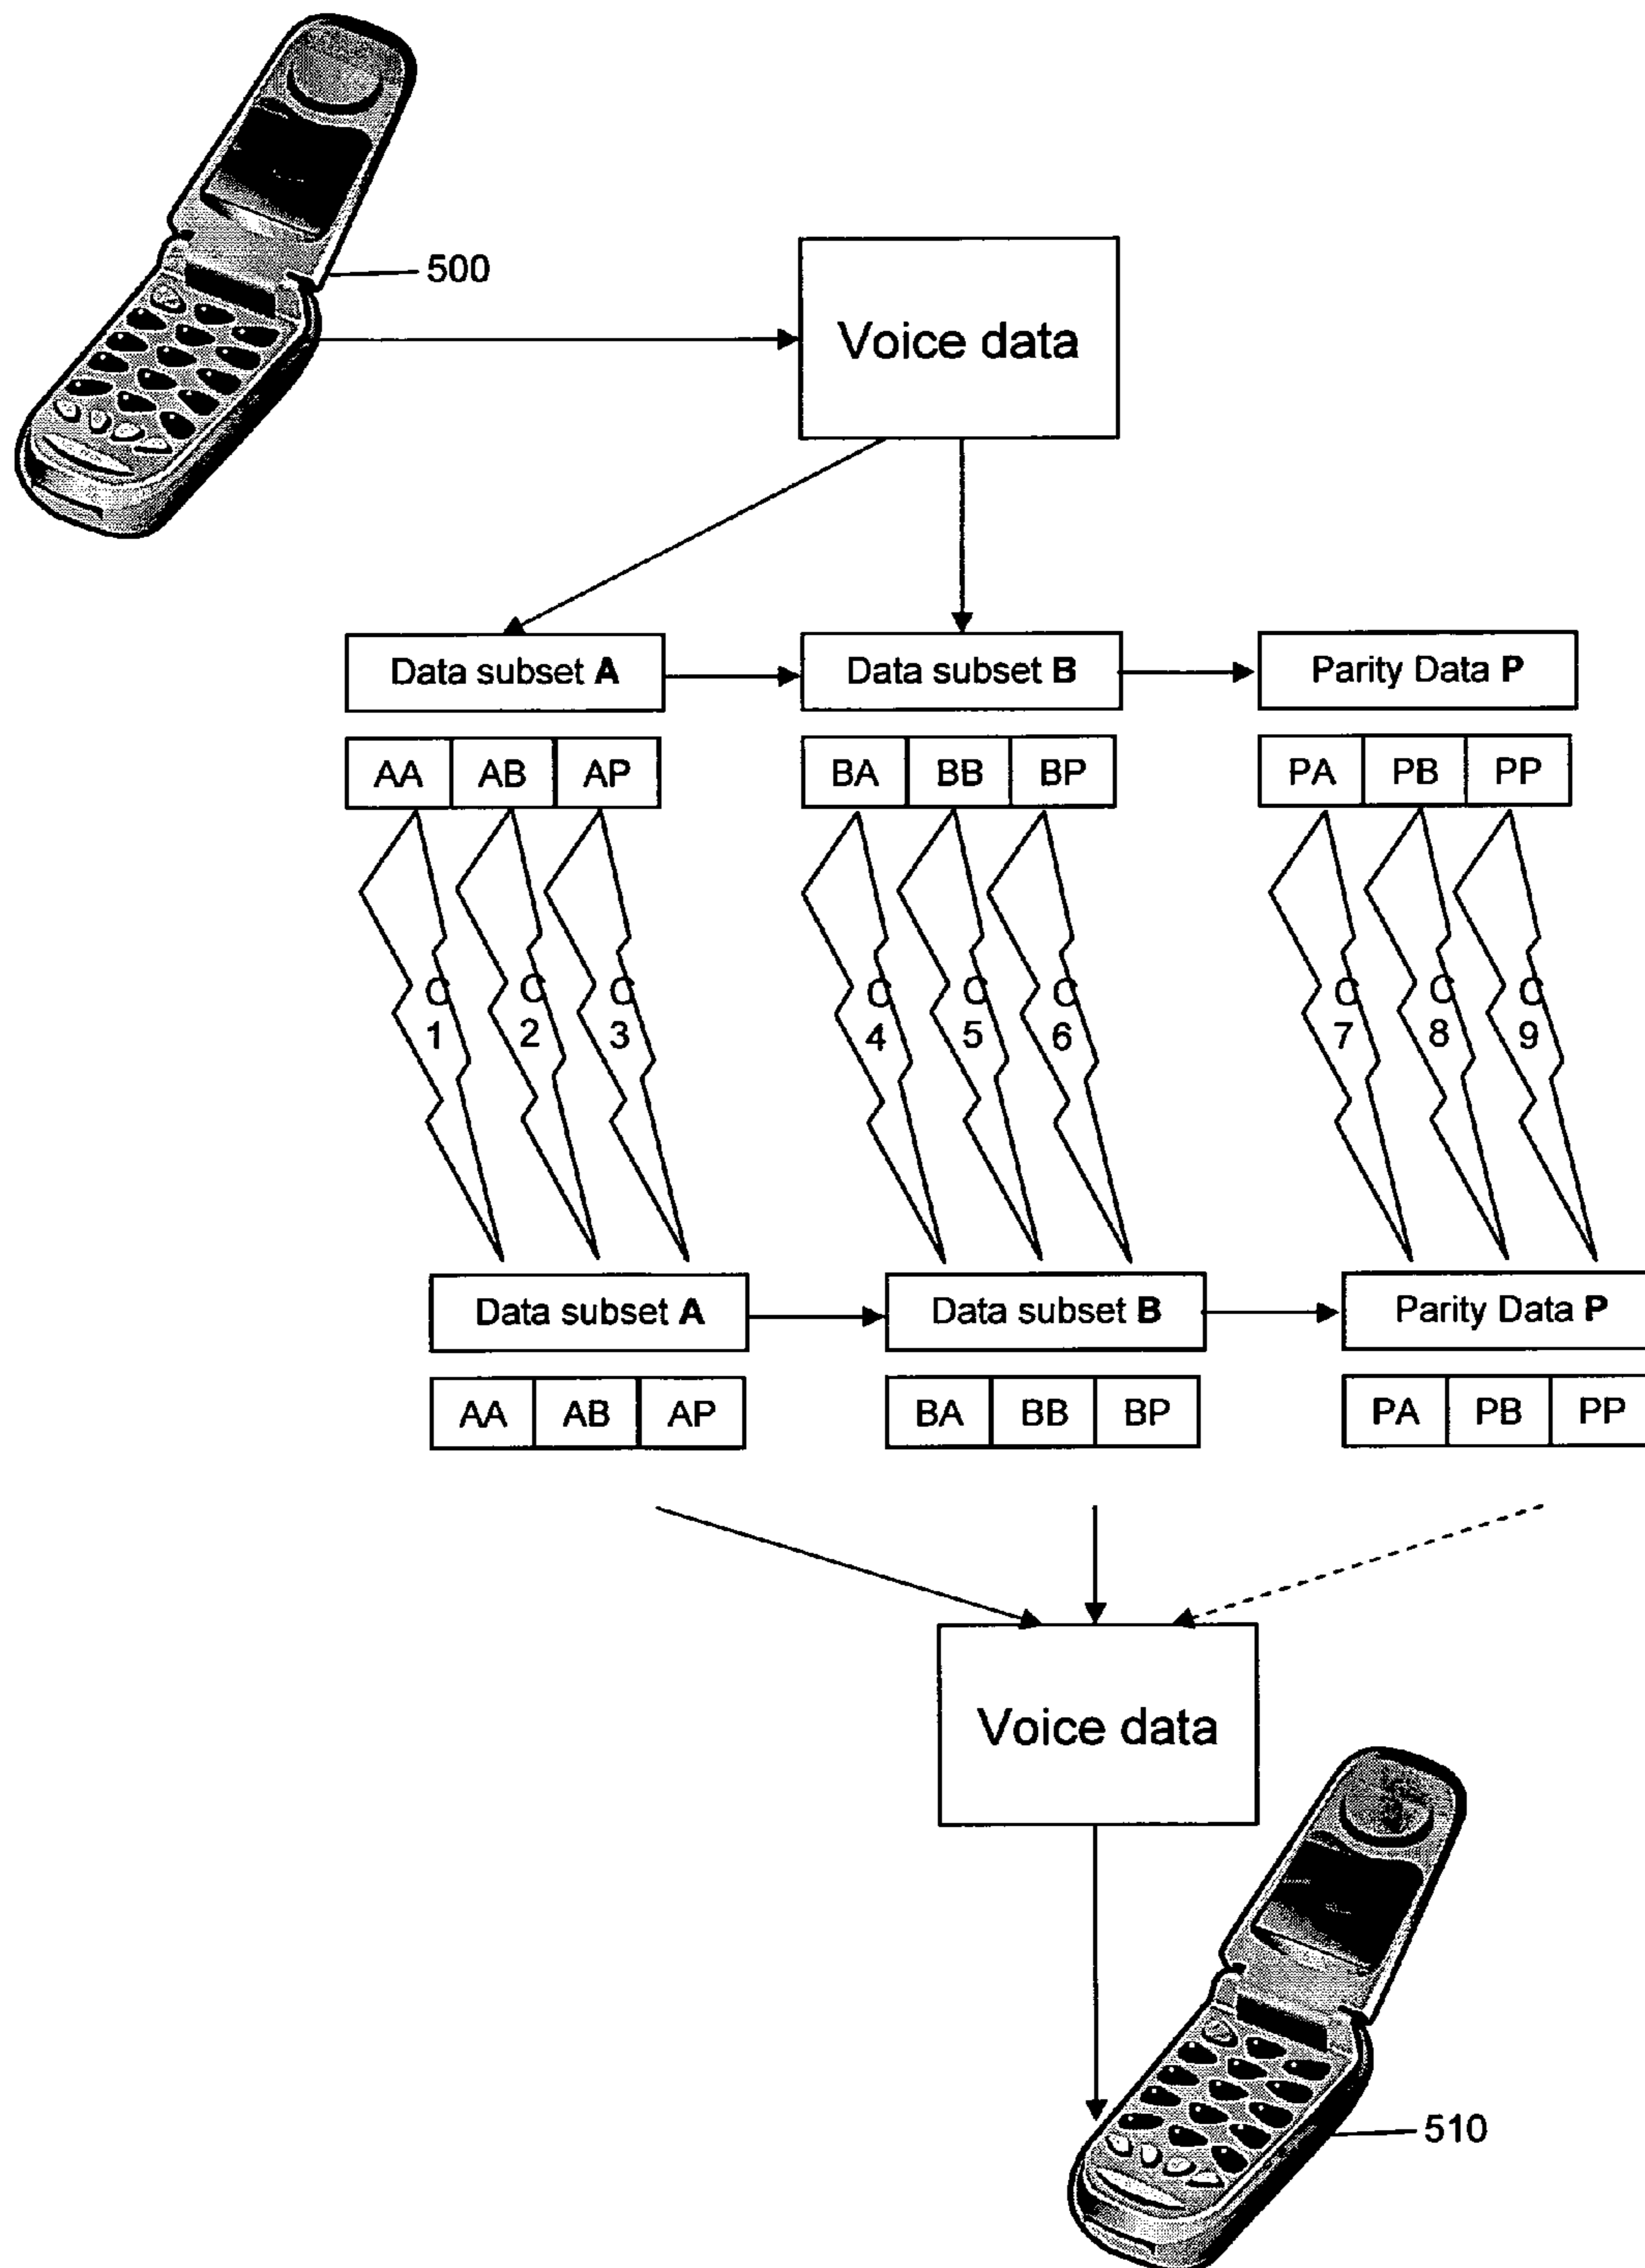 500
Voice data
Data subset A
Data subset B
Parity Data P
AA AB AP
BA BB BP
PA PB PP
C
1
C
2
C
3
C
4
C
5
C
6
C
7
C
8
C
9
Data subset A
Data subset B
Parity Data P
AA AB AP
BA BB BP
PA PB PP
Voice data
510